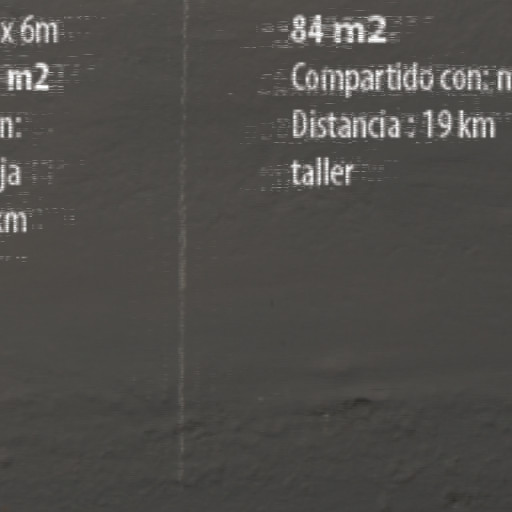 x 6m
m2
n:
ja
km
84 m2
Compartido con:
Distancia : 19 km
taller